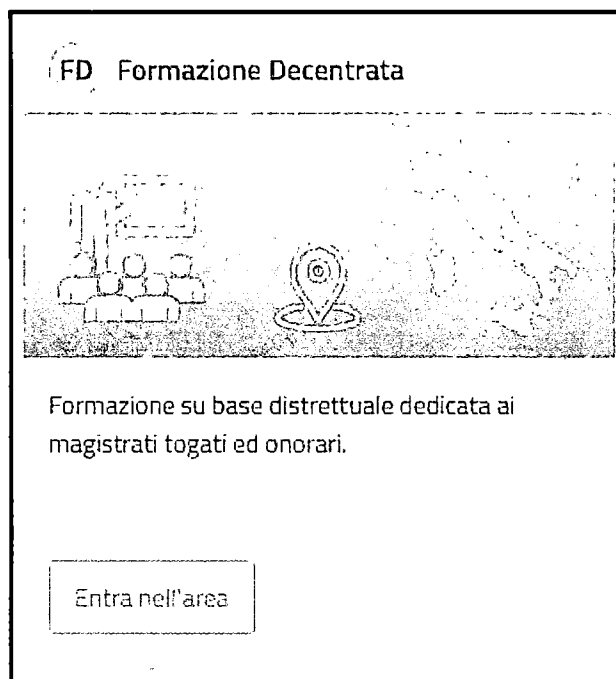 FD Formazione Decentrata
Formazione su base distrettuale dedicata ai
magistrati togati ed onorari.
Entra nell'area